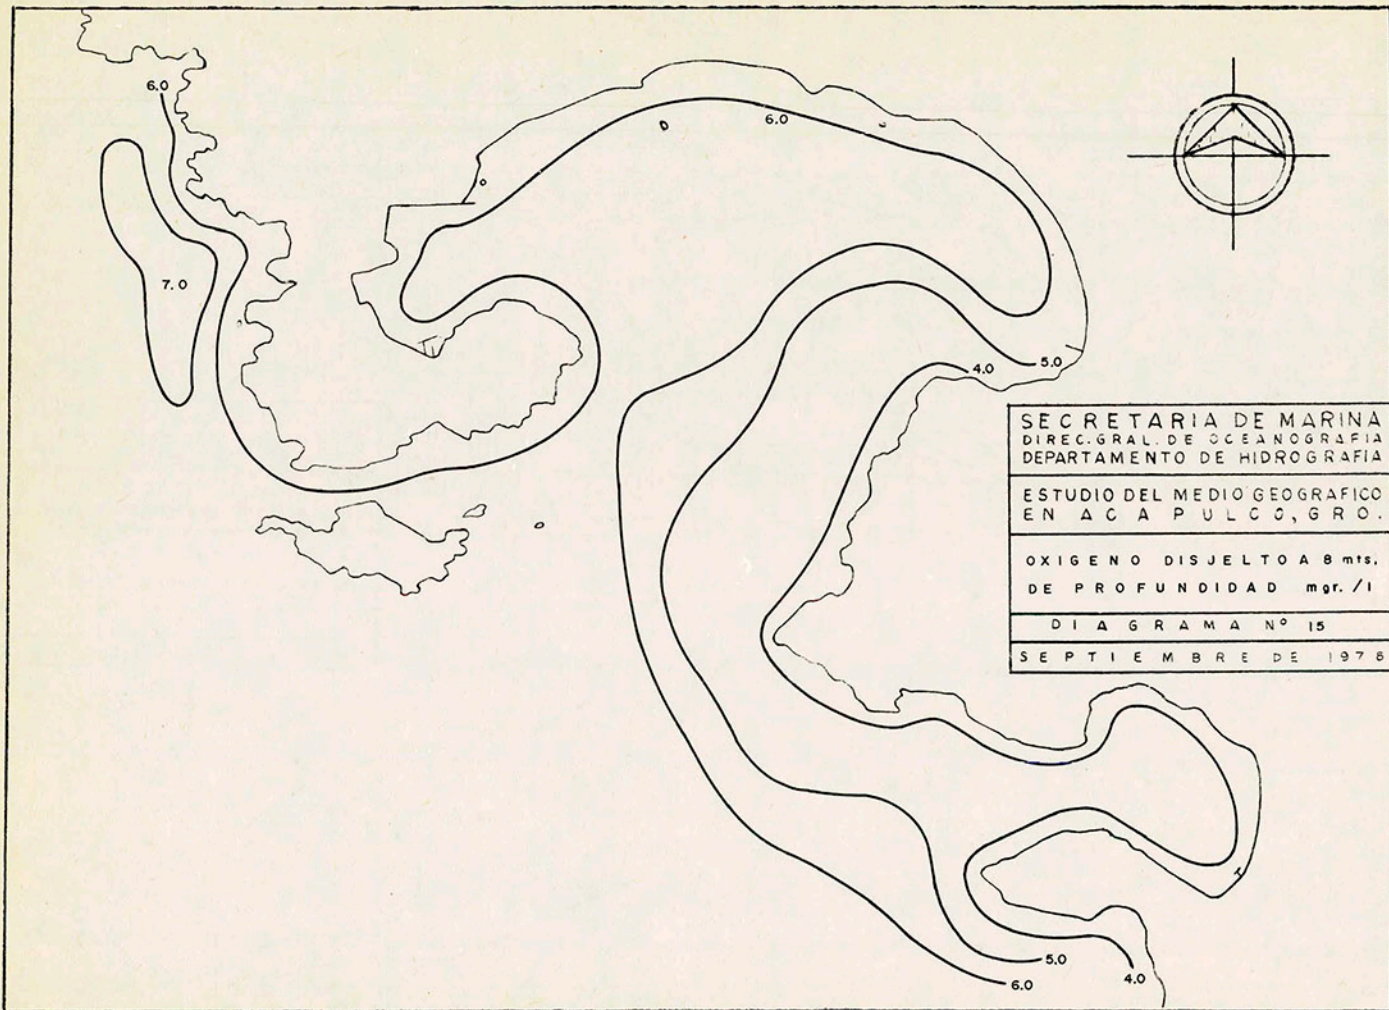 6.0
6.0
7.0
5.0
4.0
SECRETARIA DE MARINA
DIREC. GRAL. DE OCEANOGRAFIA
DEPARTAMENTO DE HIDROGRAFIA
ESTUDIO DEL MEDIO GEOGRAFICO
EN ACAPULCO, GRO.
OXIGENO DISJELTO A 8 mts.
DE PROFUNDIDAD mgr. /l
DIAGRAMA Nº 15
SEPTIEMBRE DE
5.0
4.0
6.0